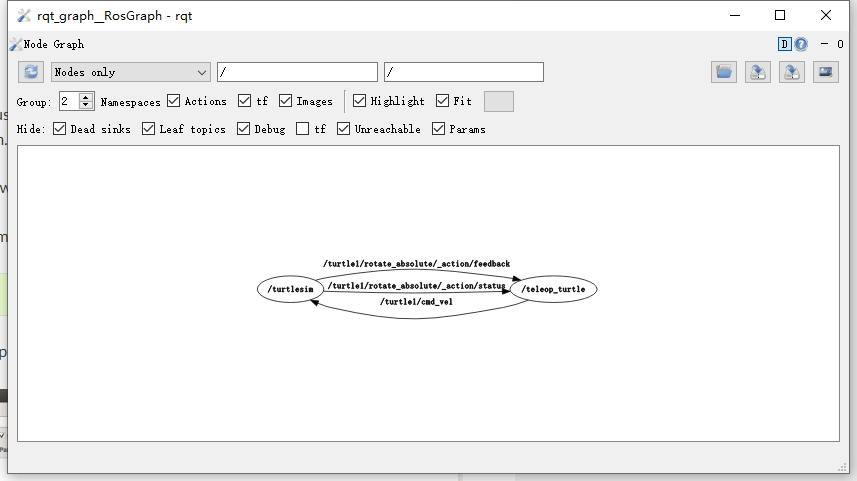 rqt_graph__RosGraph - rqt
Node Graph
D
- O
Nodes only
/
/
Group: 2 Namespaces Actions tf Images Highlight Fit
Hide: Dead sinks Leaf topics Debug tf Unreachable Params
/turtle1/rotate_absolute/_action/feedback
/turtlesim
/turtle1/rotate_absolute/_action/status
/teleop_turtle
/turtle1/cmd_vel